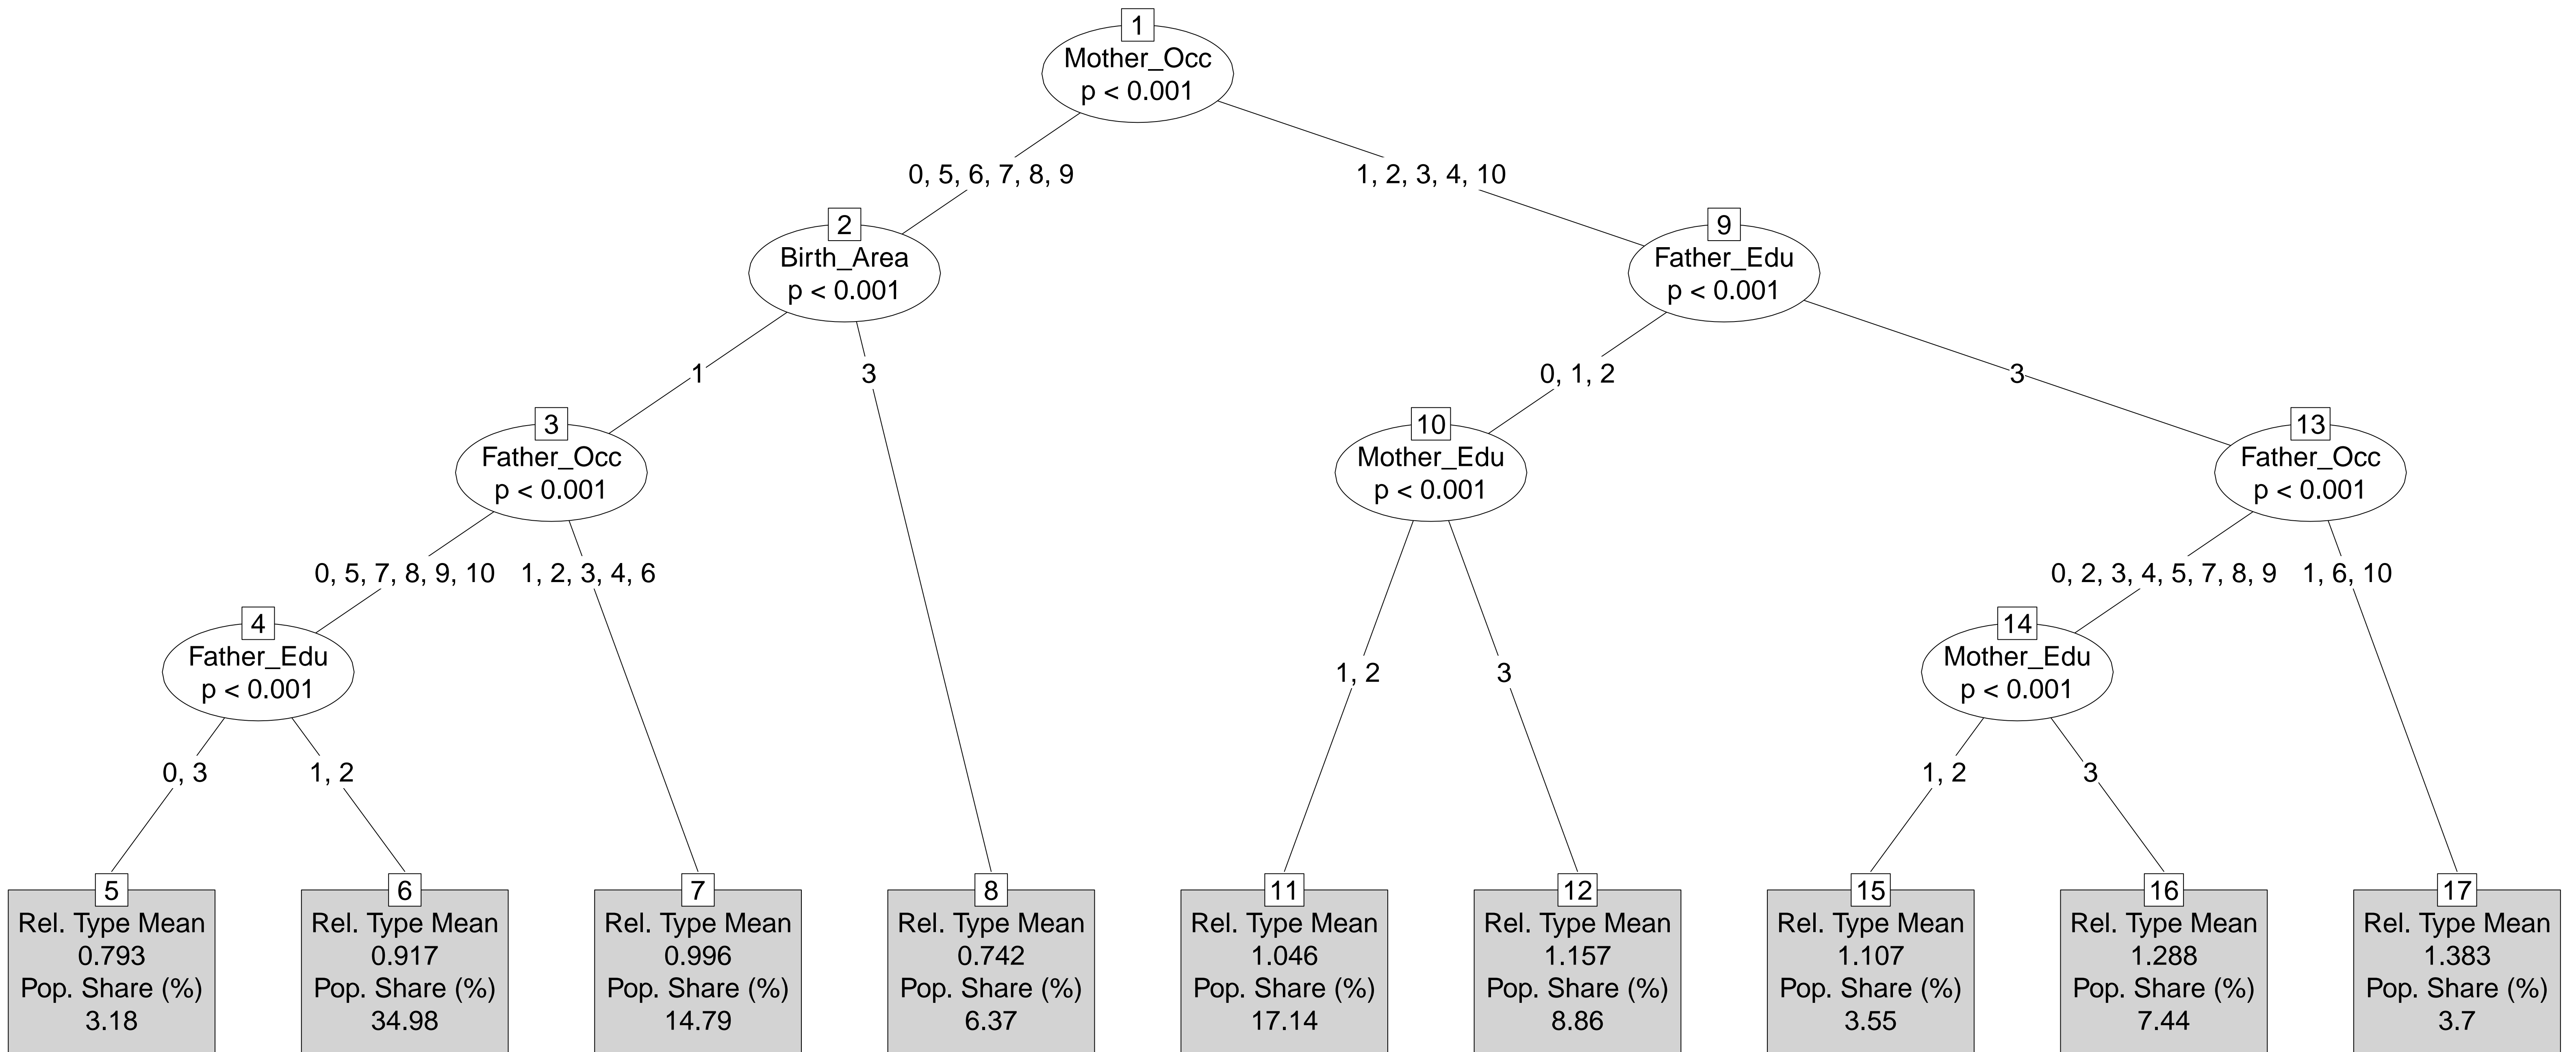 1
Mother_Occ
p < 0.001
0, 5, 6, 7, 8, 9
1, 2, 3, 4, 10
2
Birth_Area
p < 0.001
9
Father_Edu
p < 0.001
1
3
0, 1, 2
3
3
Father_Occ
p < 0.001
10
Mother_Edu
p < 0.001
13
Father_Occ
p < 0.001
0, 5, 7, 8, 9, 10
1, 2, 3, 4, 6
0, 2, 3, 4, 5, 7, 8, 9
1, 6, 10
4
Father_Edu
p < 0.001
1, 2
3
14
Mother_Edu
p < 0.001
0, 3
1, 2
1, 2
3
5
Rel. Type Mean
0.793
Pop. Share (%)
3.18
6
Rel. Type Mean
0.917
Pop. Share (%)
34.98
7
Rel. Type Mean
0.996
Pop. Share (%)
14.79
8
Rel. Type Mean
0.742
Pop. Share (%)
6.37
11
Rel. Type Mean
1.046
Pop. Share (%)
17.14
12
Rel. Type Mean
1.157
Pop. Share (%)
8.86
15
Rel. Type Mean
1.107
Pop. Share (%)
3.55
16
Rel. Type Mean
1.288
Pop. Share (%)
7.44
17
Rel. Type Mean
1.383
Pop. Share (%)
3.7